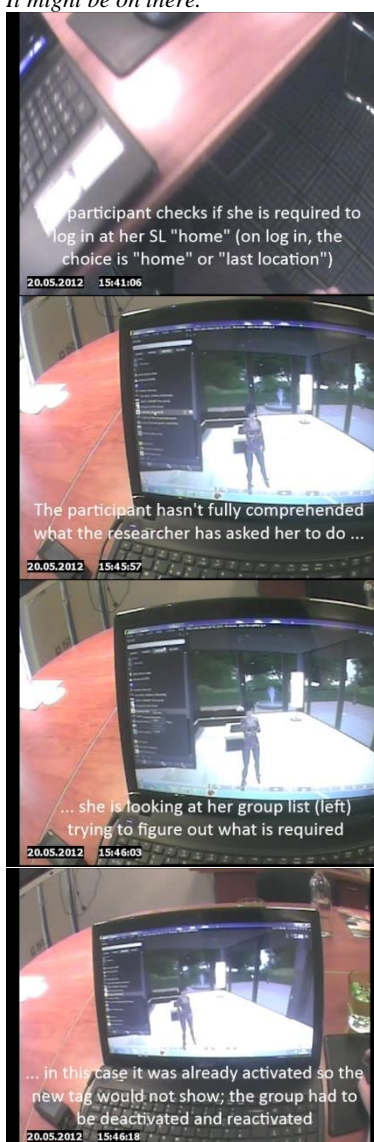 It might be on there.
participant checks if she is required to
log in at her SL "home" (on log in, the
choice is "home" or "last location")
20.05.2012 15:41:06
The participant hasn't fully comprehended
what the researcher has asked her to do ...
20.05.2012 15:45:57
... she is looking at her group list (left)
trying to figure out what is required
20.05.2012 15:46:03
... in this case it was already activated so the
new tag would not show; the group had to
be deactivated and reactivated
20.05.2012 15:46:18